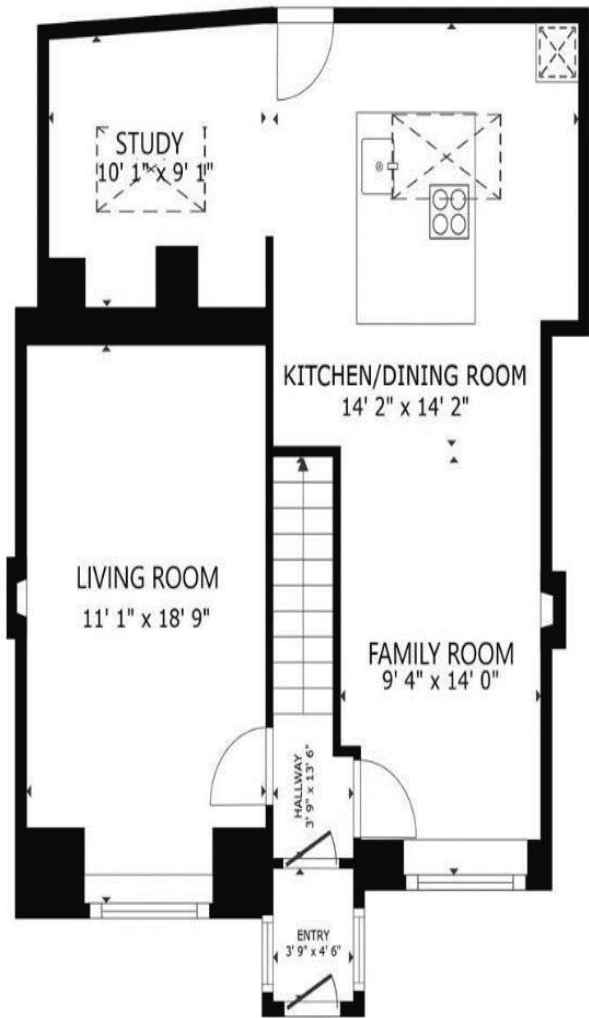 STUDY
10' 1" x 9' 1"
KITCHEN/DINING ROOM
14' 2" x 14' 2"
LIVING ROOM
11' 1" x 18' 9"
FAMILY ROOM
9' 4" x 14' 0"
HALLWAY
3' 9" x 13' 6"
ENTRY
3' 9" x 4' 6"